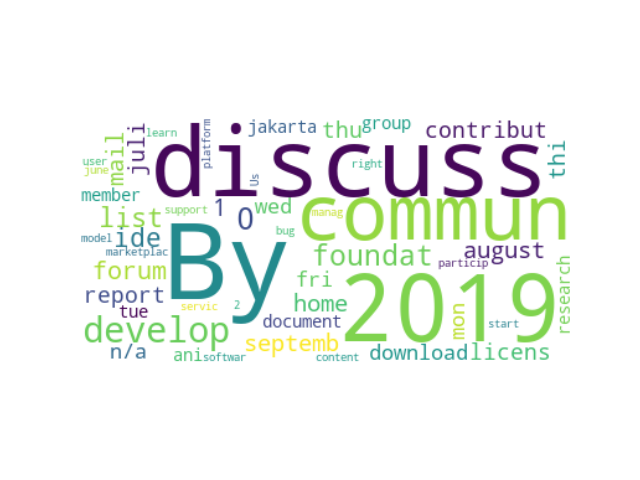 discuss
By
2019
commun
develop
foundat
list
ide
forum
report
mail
juli
member
learn
user
june
platform
jakarta
thu
group
contribut
thi
Us
right
1
0
wed
support
manag
bug
model
marketplac
servic
2
fri
home
august
particip
mon
research
start
tue
document
septemb
n/a
ani
softwar
content
download
licens